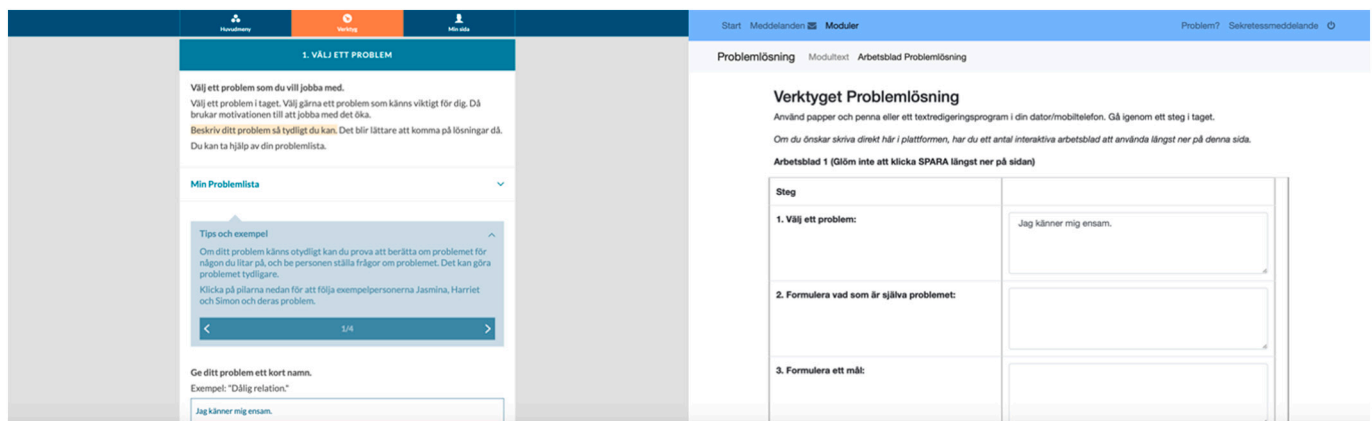 Huvudmeny
Verktyg
Min sida
1. VÄLJ ETT PROBLEM
Välj ett problem som du vill jobba med.
Välj ett problem i taget. Välj gärna ett problem som känns viktigt för dig. Då
brukar motivationen till att jobba med det öka.
Beskriv ditt problem så tydligt du kan. Det blir lättare att komma på lösningar då.
Du kan ta hjälp av din problemlista.
Min Problemlista
Tips och exempel
Om ditt problem känns otydligt kan du prova att berätta om problemet för
någon du litar på, och be personen ställa frågor om problemet. Det kan göra
problemet tydligare.
Klicka på pilarna nedan för att följa exempelpersonerna Jasmina, Harriet
och Simon och deras problem.
1/4
Ge ditt problem ett kort namn.
Exempel: "Dålig relation."
Jag känner mig ensam.
Start Meddelanden Moduler
Problem? Sekretessmeddelande
Problemlösning Modultext Arbetsblad Problemlösning
Verktyget Problemlösning
Använd papper och penna eller ett textredigeringsprogram i din dator/mobiltelefon. Gå igenom ett steg i taget.
Om du önskar skriva direkt här i plattformen, har du ett antal interaktiva arbetsblad att använda längst ner på denna sida.
Arbetsblad 1 (Glöm inte att klicka SPARA längst ner på sidan)
Steg
1. Välj ett problem:
Jag känner mig ensam.
2. Formulera vad som är själva problemet:
3. Formulera ett mål: